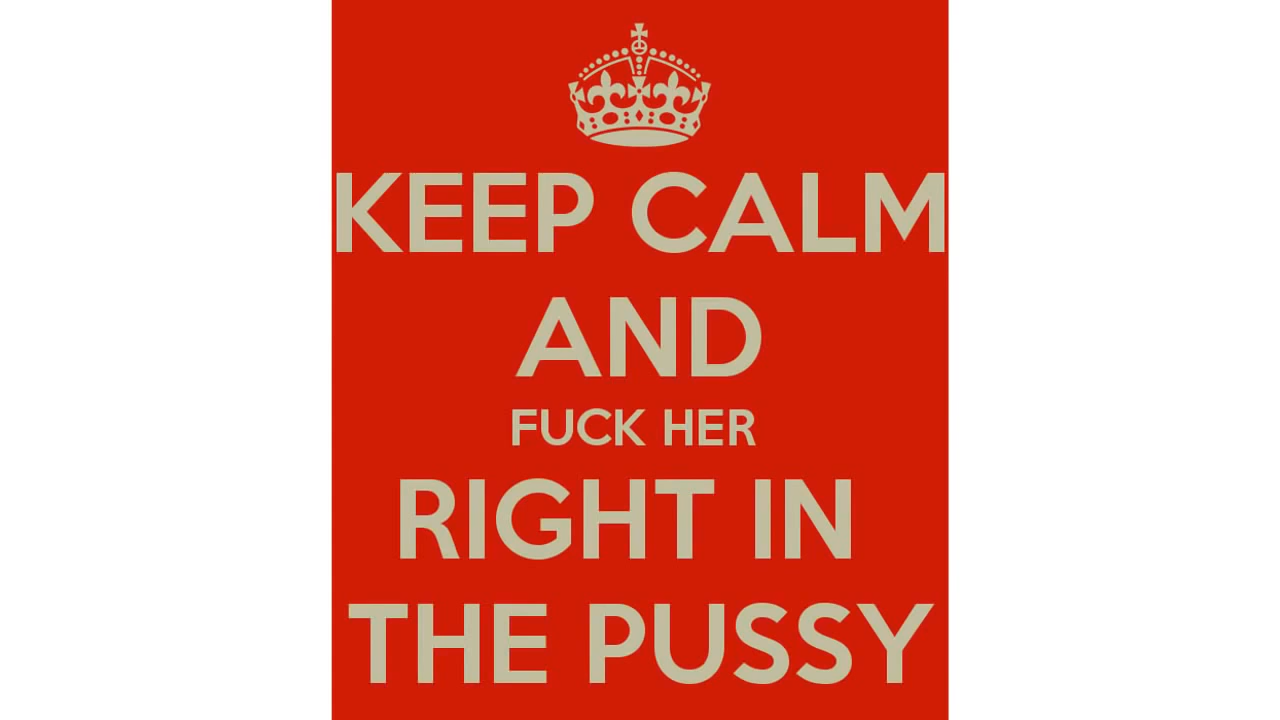 KEEP CALM
AND
FUCK HER
RIGHT IN
THE PUSSY